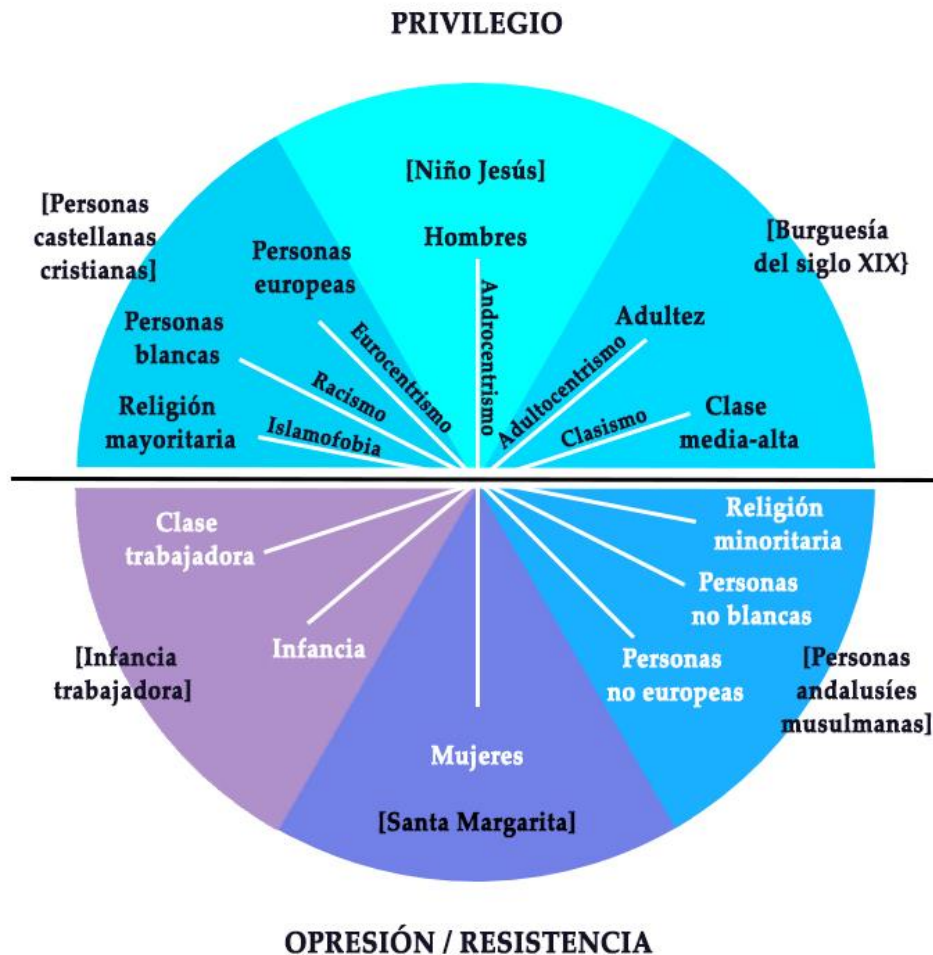 PRIVILEGIO
[Niño Jesús]
Hombres
Androcentrismo
[Personas
castellanas
cristianas]
Personas
europeas
Eurocentrismo
Personas
blancas
Racismo
Religión
mayoritaria
Islamofobia
[Burguesía
del siglo XIX}
Adultez
Adultocentrismo
Clase
media-alta
Clasismo
Clase
trabajadora
Infancia
[Infancia
trabajadora]
Mujeres
[Santa Margarita]
Religión
minoritaria
Personas
no blancas
Personas
no europeas
[Personas
andalusíes
musulmanas]
OPRESIÓN / RESISTENCIA